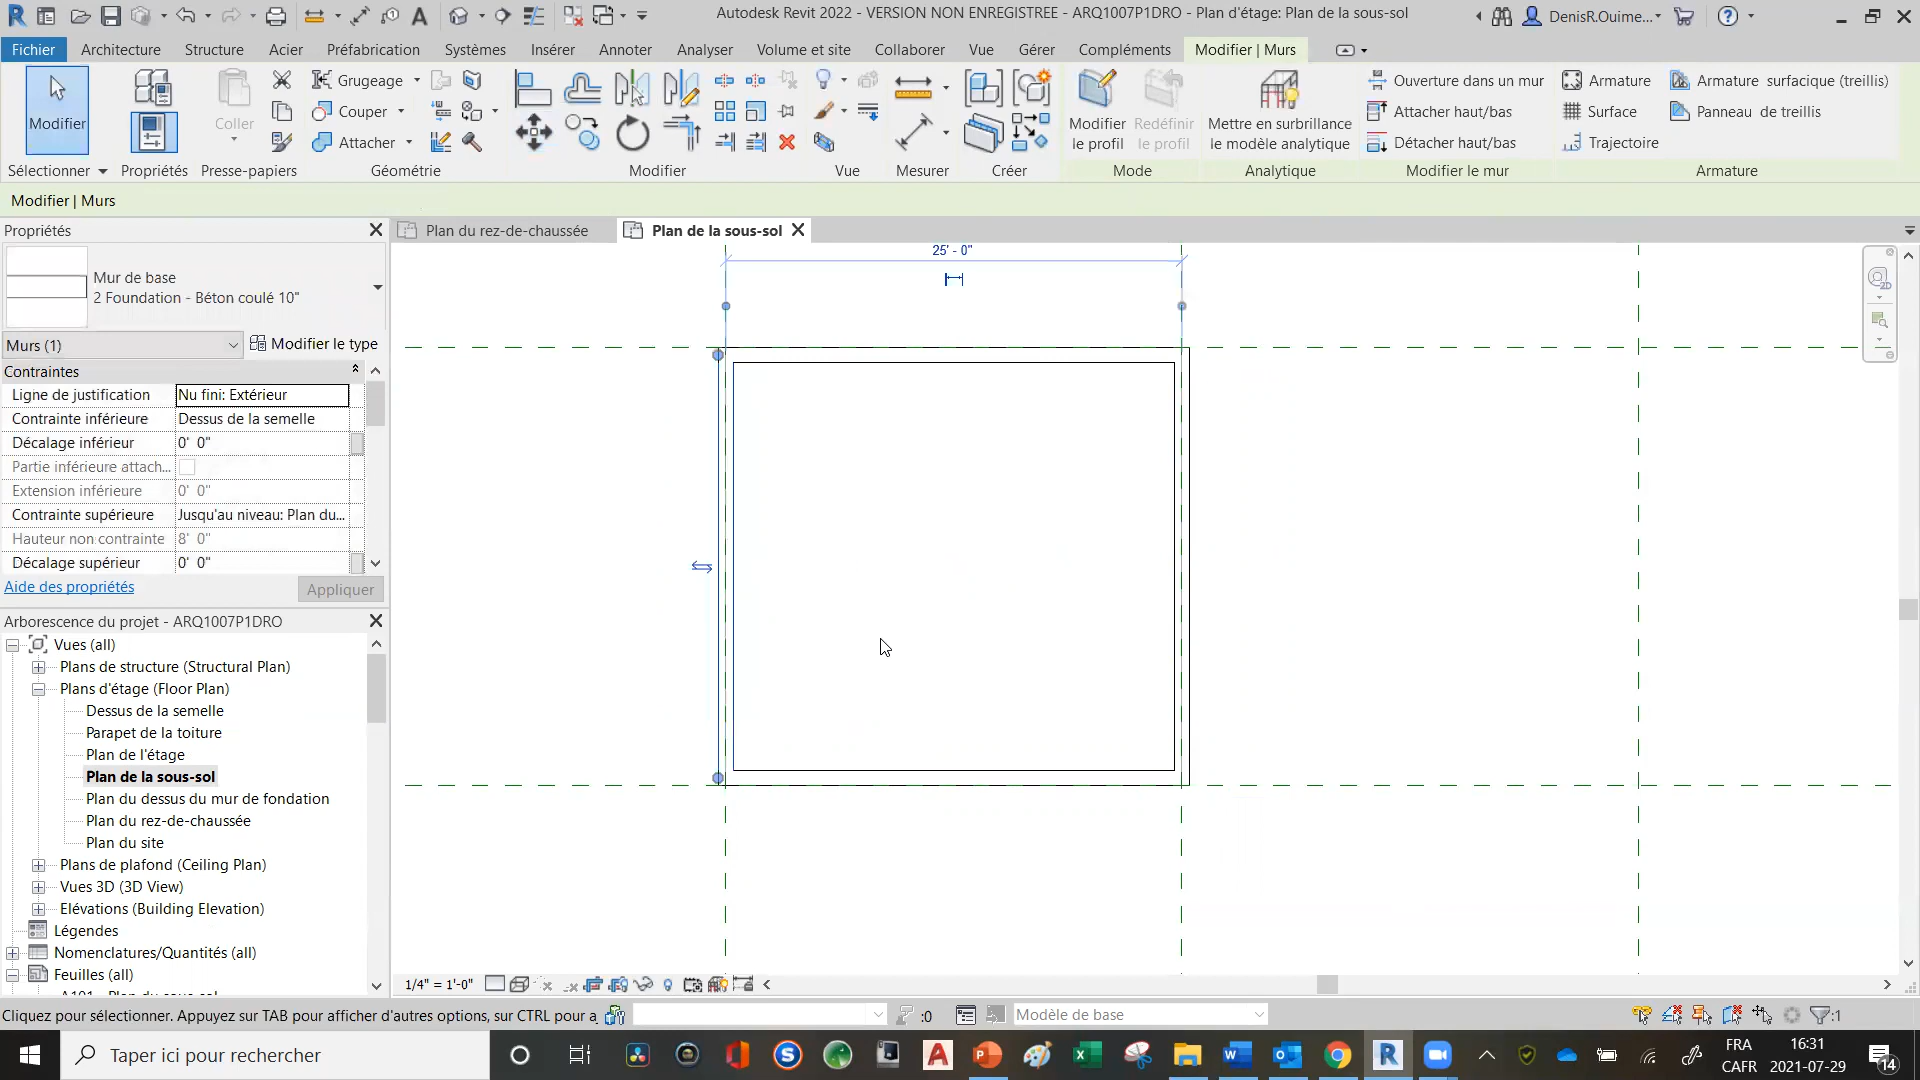 Autodesk Revit 2022 - VERSION NON ENREGISTREE - ARQ1007P1DRO - Plan d'étage: Plan de la sous-sol
DenisR.Ouime...
Fichier Architecture Structure Acier Préfabrication Systèmes Insérer Annoter Analyser Volume et site Collaborer Vue Gérer Compléments Modifier | Murs
Modifier
Coller
Grugeage
Couper
Attacher
Modifier le profil
Redéfinir le profil
Mettre en surbrillance le modèle analytique
Ouverture dans un mur
Attacher haut/bas
Détacher haut/bas
Armature
Surface
Trajectoire
Armature surfacique (treillis)
Panneau de treillis
Sélectionner Propriétés Presse-papiers Géométrie Modifier Vue Mesurer Créer Mode Analytique Modifier le mur Armature
Modifier | Murs
Propriétés
Plan du rez-de-chaussée
Plan de la sous-sol
25' - 0"
Mur de base
2 Foundation - Béton coulé 10"
Murs (1)
Modifier le type
Contraintes
Ligne de justification Nu fini: Extérieur
Contrainte inférieure Dessus de la semelle
Décalage inférieur 0' 0"
Partie inférieure attach...
Extension inférieure 0' 0"
Contrainte supérieure Jusqu'au niveau: Plan du...
Hauteur non contrainte 8' 0"
Décalage supérieur 0' 0"
Aide des propriétés
Appliquer
Arborescence du projet - ARQ1007P1DRO
Vues (all)
Plans de structure (Structural Plan)
Plans d'étage (Floor Plan)
Dessus de la semelle
Parapet de la toiture
Plan de l'étage
Plan de la sous-sol
Plan du dessus du mur de fondation
Plan du rez-de-chaussée
Plan du site
Plans de plafond (Ceiling Plan)
Vues 3D (3D View)
Elévations (Building Elevation)
Légendes
Nomenclatures/Quantités (all)
Feuilles (all)
1/4" = 1'-0"
Cliquez pour sélectionner. Appuyez sur TAB pour afficher d'autres options, sur CTRL pour a
:0
Modèle de base
:1
Taper ici pour rechercher
FRA
CAFR
16:31
2021-07-29
14